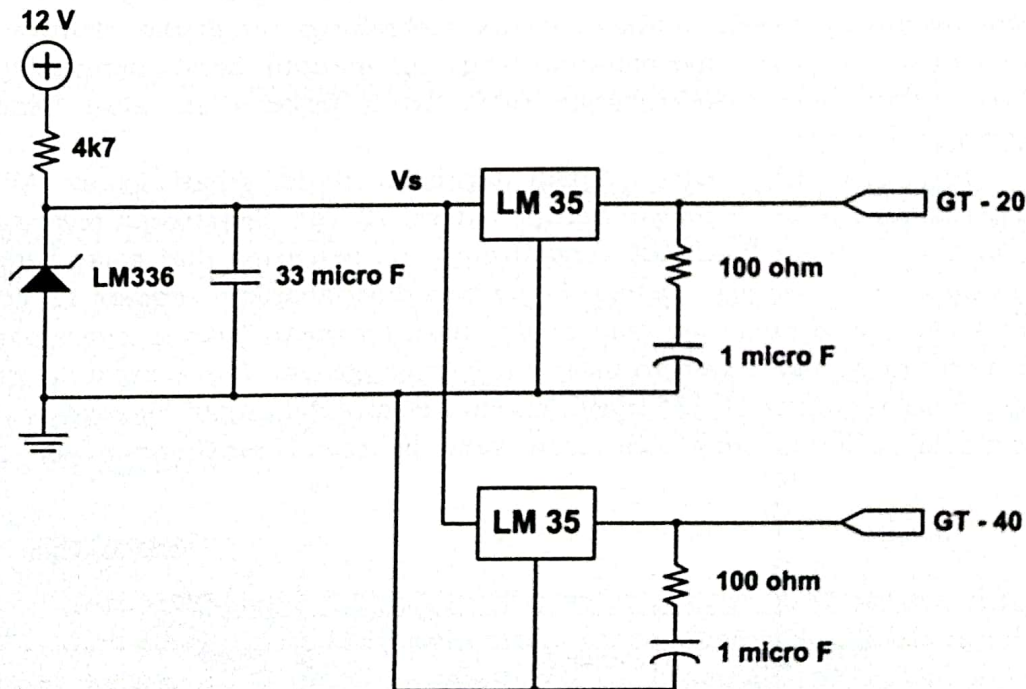 12 V
4k7
Vs
LM 35
GT - 20
LM336
33 micro F
100 ohm
1 micro F
LM 35
GT - 40
100 ohm
1 micro F